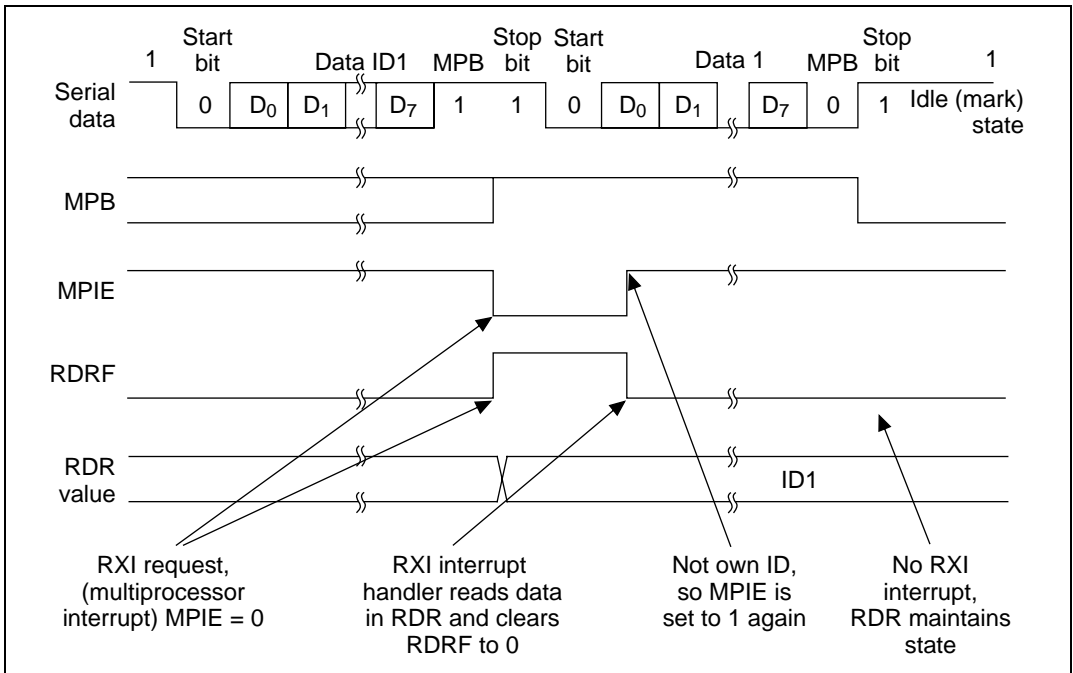 1 Start bit Data ID1 MPB Stop bit Start bit Data 1 MPB Stop bit 1
Serial data 0 D0 D1 D7 1 1 0 D0 D1 D7 0 1 Idle (mark) state
MPB
MPIE
RDRF
RDR value ID1
RXI request,
(multiprocessor
interrupt) MPIE = 0
RXI interrupt
handler reads data
in RDR and clears
RDRF to 0
Not own ID,
so MPIE is
set to 1 again
No RXI
interrupt,
RDR maintains
state